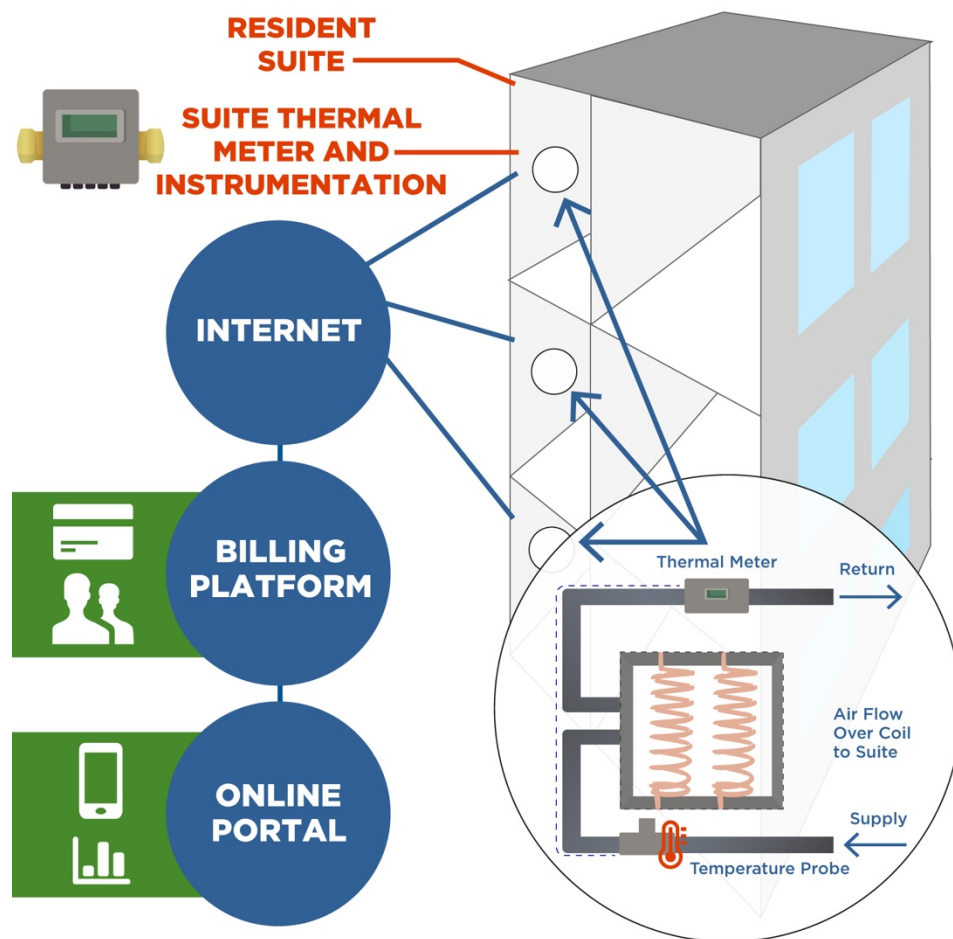 RESIDENT
SUITE
SUITE THERMAL
METER AND
INSTRUMENTATION
INTERNET
BILLING
PLATFORM
ONLINE
PORTAL
Thermal Meter
Return
Air Flow
Over Coil
to Suite
Supply
Temperature Probe